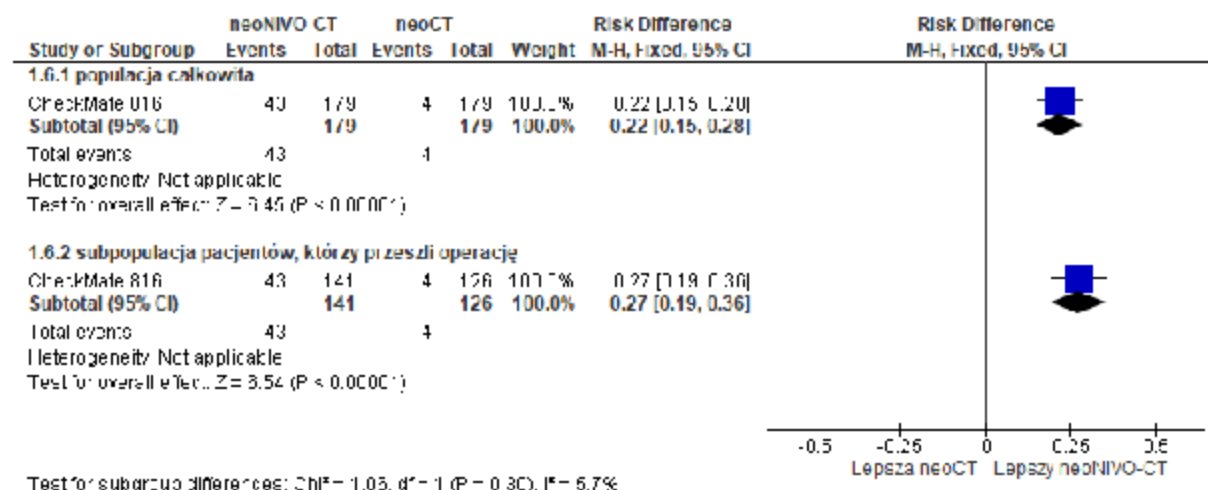 neoNIVO CT neoCT Risk Difference Risk Difference
Study or Subgroup Events Total Events Total Weight M-H, Fixed, 95% CI M-H, Fixed, 95% CI
1.6.1 populacja całkowita
CheckMate 816 43 179 4 179 100.0% 0.22 [0.15, 0.28]
Subtotal (95% CI) 179 179 100.0% 0.22 [0.15, 0.28]
Total events 43 4
Heterogeneity: Not applicable
Test for overall effect: Z = 6.45 (P < 0.00001)
1.6.2 subpopulacja pacjentów, którzy przeszli operację
CheckMate 816 43 141 4 126 100.0% 0.27 [0.19, 0.36]
Subtotal (95% CI) 141 126 100.0% 0.27 [0.19, 0.36]
Total events 43 4
Heterogeneity: Not applicable
Test for overall effect: Z = 6.54 (P < 0.00001)
-0.5 -0.25 0 0.25 0.5
Lepsza neoCT Lepszy neoNIVO-CT
Test for subgroup differences: Chi² = 1.06, df = 1 (P = 0.30), I² = 5.7%